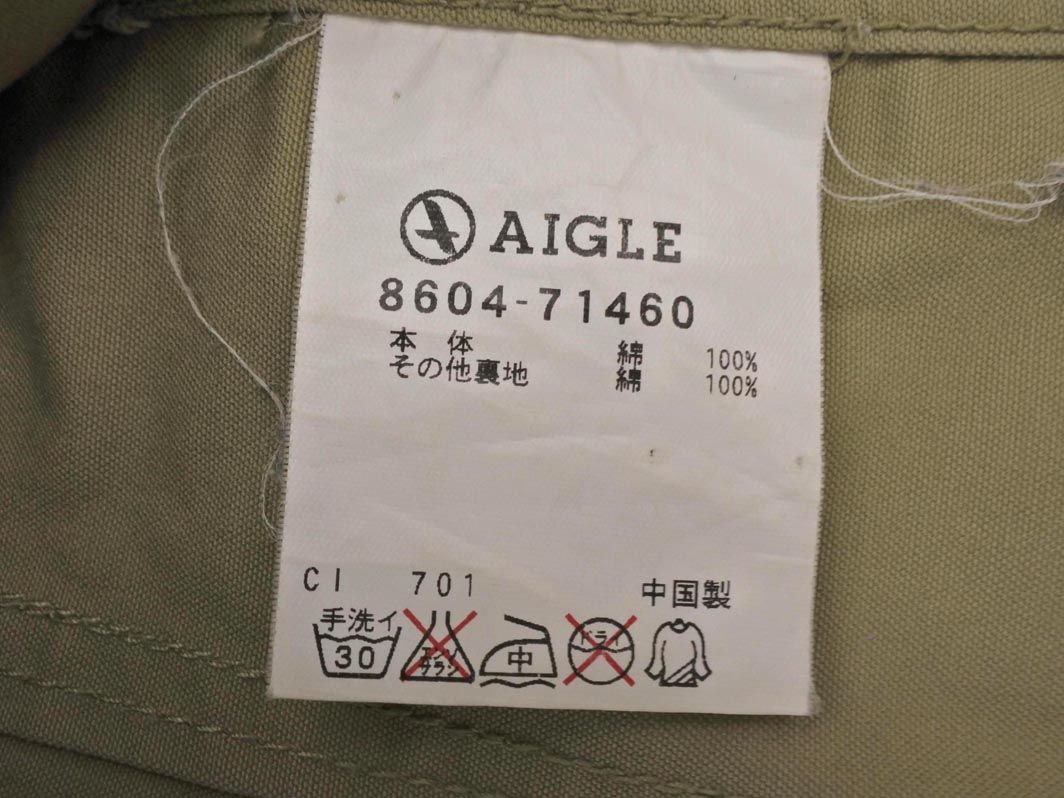 AIGLE
8604-71460
本 体 綿 100%
その他裏地 綿 100%
CI 701 中国製
手洗イ
30
エンソ
サラシ
中
ドライ